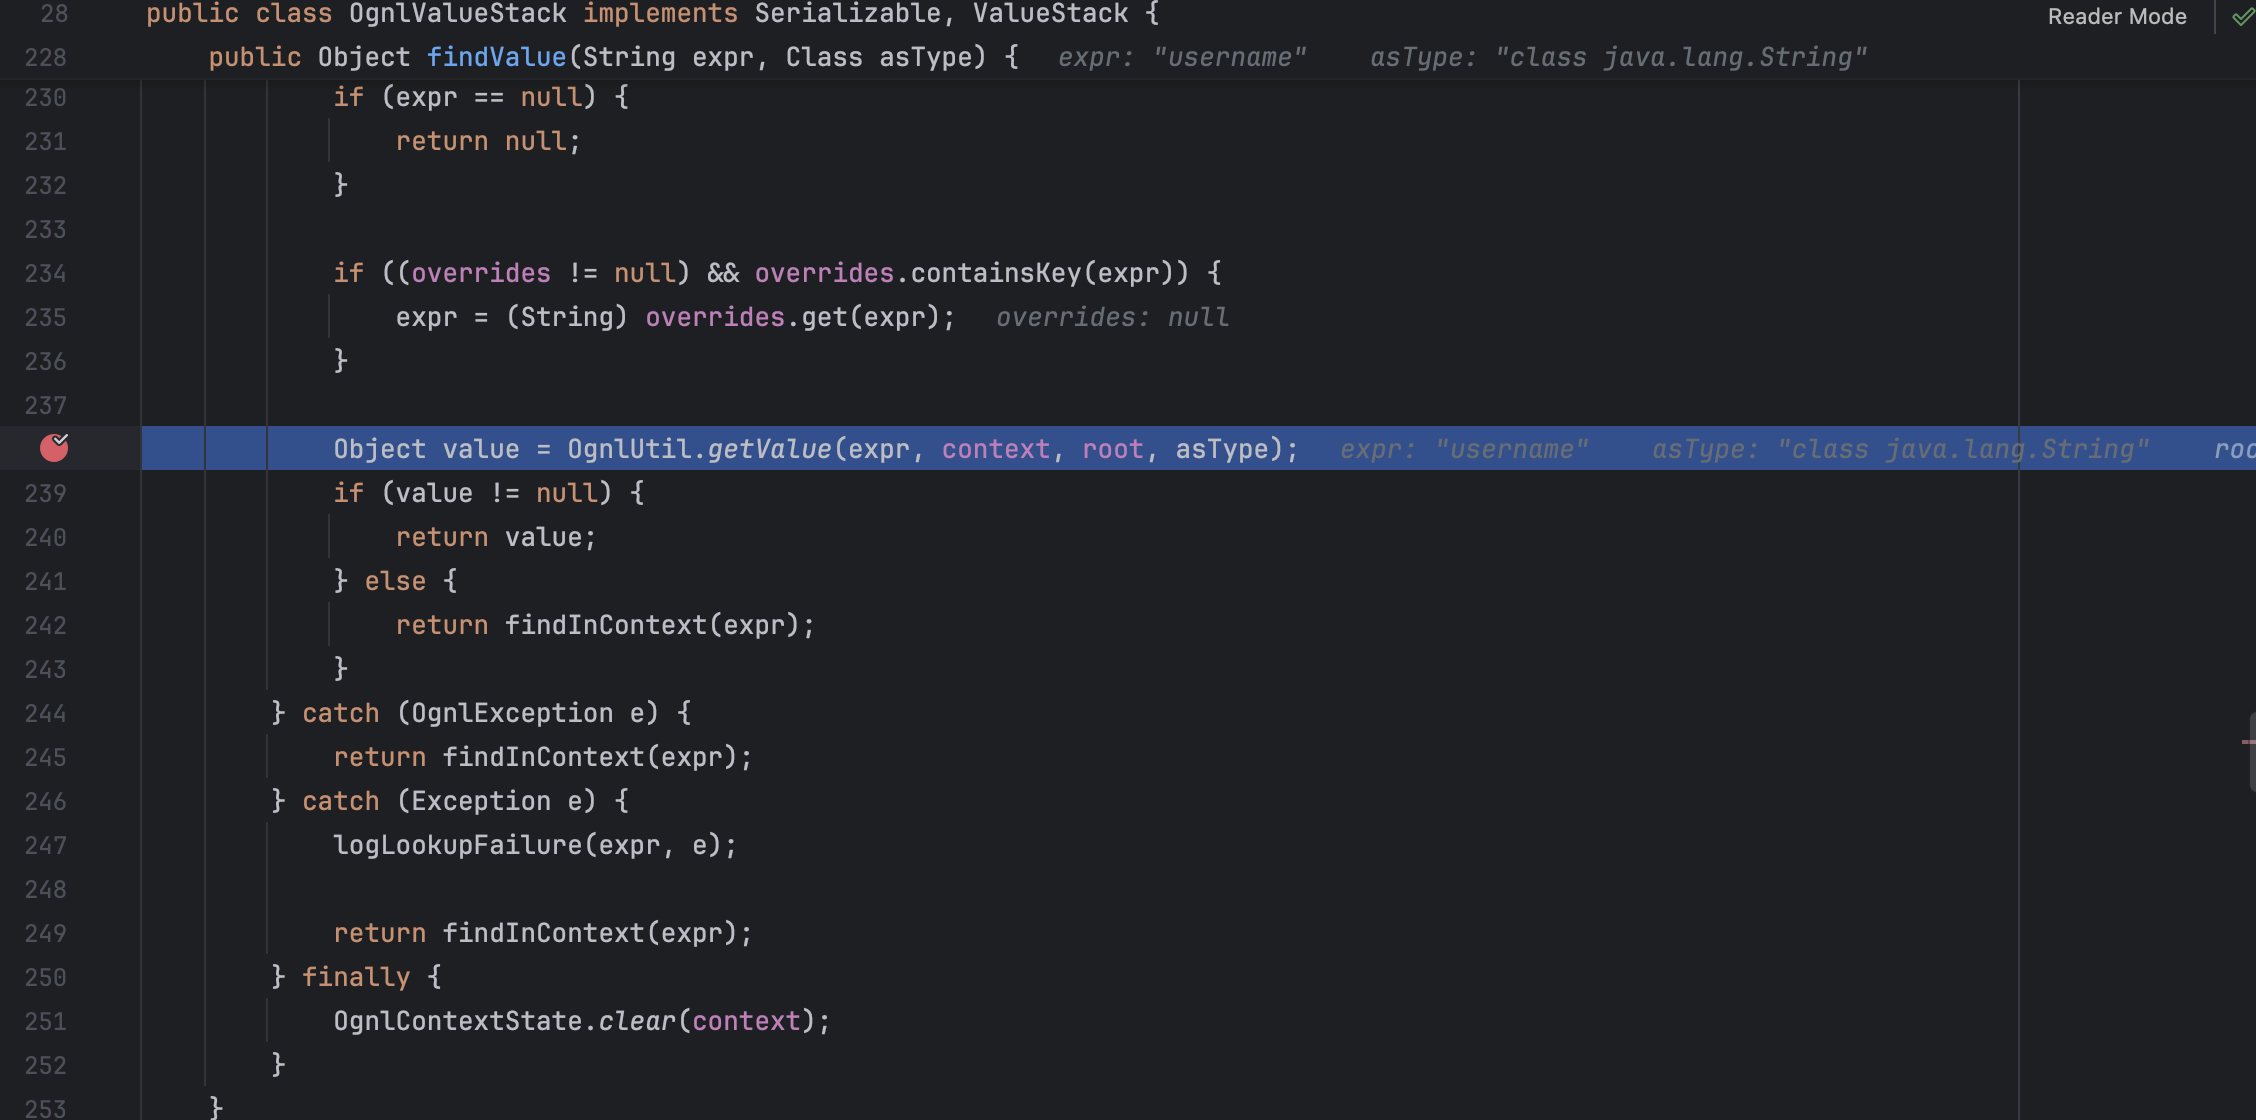 28 public class OgnlValueStack implements Serializable, ValueStack { Reader Mode
228 public Object findValue(String expr, Class asType) { expr: "username" asType: "class java.lang.String"
230 if (expr == null) {
231 return null;
232 }
233
234 if ((overrides != null) && overrides.containsKey(expr)) {
235 expr = (String) overrides.get(expr); overrides: null
236 }
237
Object value = OgnlUtil.getValue(expr, context, root, asType); expr: "username" asType: "class java.lang.String"
239 if (value != null) {
240 return value;
241 } else {
242 return findInContext(expr);
243 }
244 } catch (OgnlException e) {
245 return findInContext(expr);
246 } catch (Exception e) {
247 logLookupFailure(expr, e);
248
249 return findInContext(expr);
250 } finally {
251 OgnlContextState.clear(context);
252 }
253 }